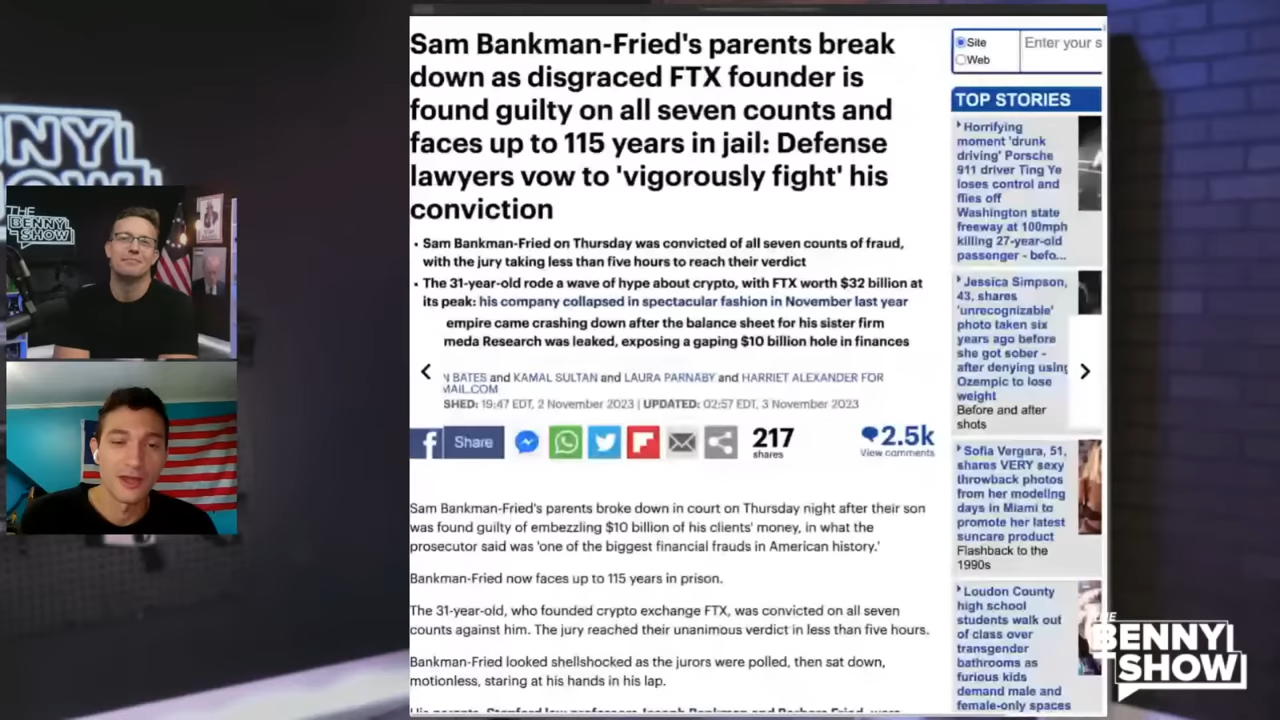 Sam Bankman-Fried's parents break
down as disgraced FTX founder is
found guilty on all seven counts and
faces up to 115 years in jail: Defense
lawyers vow to 'vigorously fight' his
conviction
• Sam Bankman-Fried on Thursday was convicted of all seven counts of fraud,
with the jury taking less than five hours to reach their verdict
• The 31-year-old rode a wave of hype about crypto, with FTX worth $32 billion at
its peak: his company collapsed in spectacular fashion in November last year
empire came crashing down after the balance sheet for his sister firm
meda Research was leaked, exposing a gaping $10 billion hole in finances
BATES and KAMAL SULTAN and LAURA PARNABY and HARRIET ALEXANDER FOR
MAIL.COM
SHED: 19:47 EDT, 2 November 2023 | UPDATED: 02:57 EDT, 3 November 2023
Share
217
shares
2.5k
View comments
Sam Bankman-Fried's parents broke down in court on Thursday night after their son
was found guilty of embezzling $10 billion of his clients' money, in what the
prosecutor said was 'one of the biggest financial frauds in American history.'
Bankman-Fried now faces up to 115 years in prison.
The 31-year-old, who founded crypto exchange FTX, was convicted on all seven
counts against him. The jury reached their unanimous verdict in less than five hours.
Bankman-Fried looked shellshocked as the jurors were polled, then sat down,
motionless, staring at his hands in his lap.
Site
Web
Enter your s
TOP STORIES
Horrifying
moment 'drunk
driving' Porsche
911 driver Ting Ye
loses control and
flies off
Washington state
freeway at 100mph
killing 27-year-old
passenger - befo...
Jessica Simpson,
43, shares
'unrecognizable'
photo taken six
years ago before
she got sober -
after denying using
Ozempic to lose
weight
Before and after
shots
Sofia Vergara, 51,
shares VERY sexy
throwback photos
from her modeling
days in Miami to
promote her latest
suncare product
Flashback to the
1990s
Loudon County
high school
students walk out
of class over
transgender
bathrooms as
furious kids
demand male and
female-only spaces
THE
BENNY
SHOW
THE
BENNY
SHOW
NNY